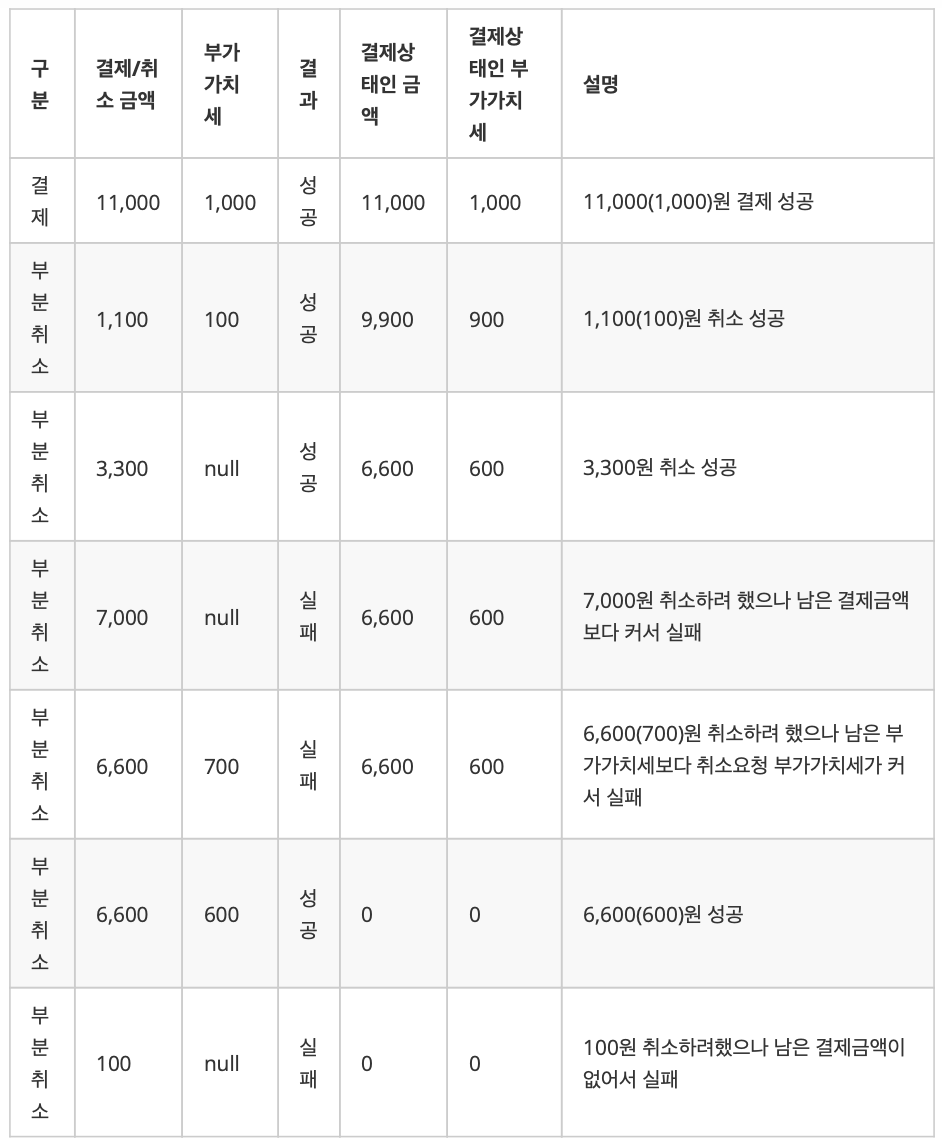 구분 결제/취소 금액 부가가치세 결과 결제상태인 금액 결제상태인 부가가치세 설명
결제 11,000 1,000 성공 11,000 1,000 11,000(1,000)원 결제 성공
부분취소 1,100 100 성공 9,900 900 1,100(100)원 취소 성공
부분취소 3,300 null 성공 6,600 600 3,300원 취소 성공
부분취소 7,000 null 실패 6,600 600 7,000원 취소하려 했으나 남은 결제금액보다 커서 실패
부분취소 6,600 700 실패 6,600 600 6,600(700)원 취소하려 했으나 남은 부가가치세보다 취소요청 부가가치세가 커서 실패
부분취소 6,600 600 성공 0 0 6,600(600)원 성공
부분취소 100 null 실패 0 0 100원 취소하려했으나 남은 결제금액이 없어서 실패